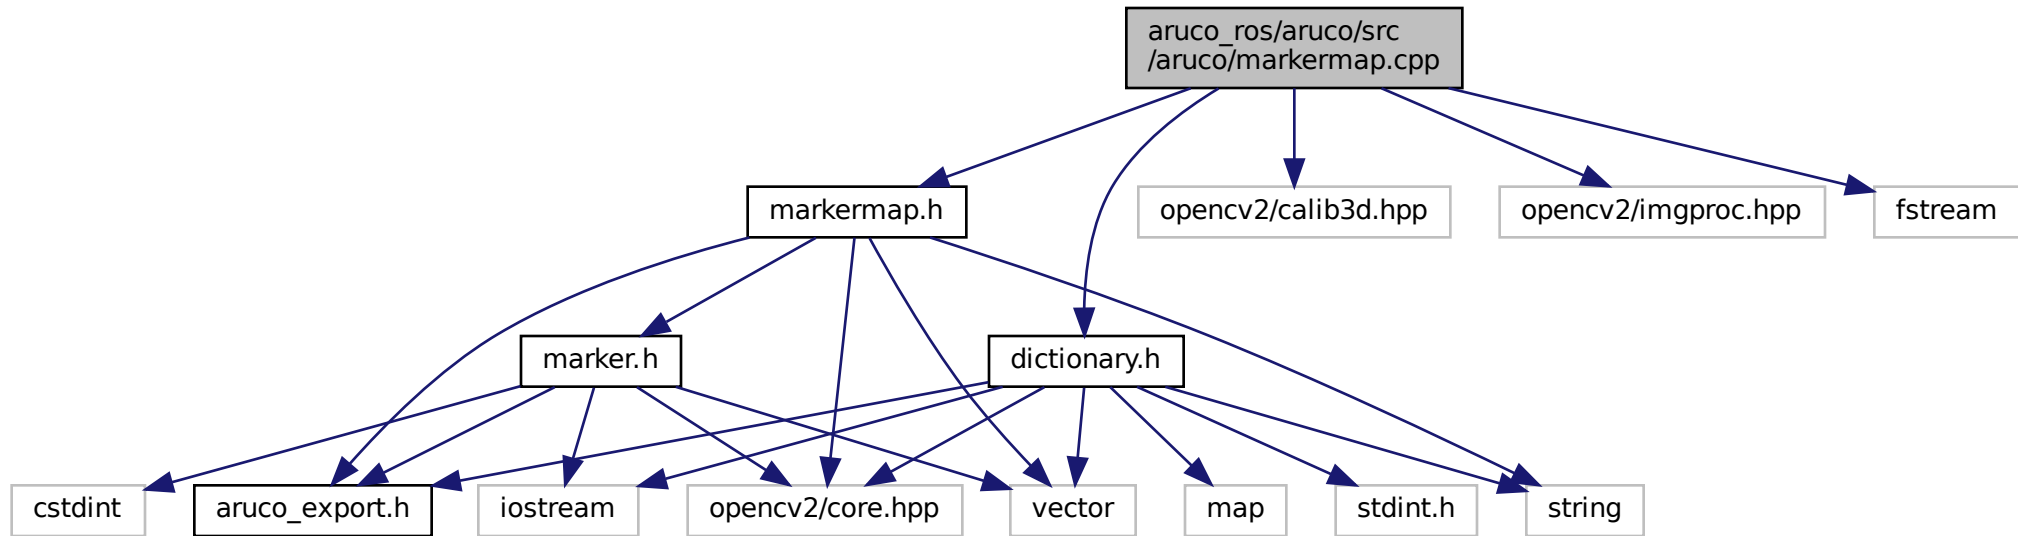 aruco_ros/aruco/src
/aruco/markermap.cpp
markermap.h
opencv2/calib3d.hpp
opencv2/imgproc.hpp
fstream
marker.h
dictionary.h
cstdint
aruco_export.h
iostream
opencv2/core.hpp
vector
map
stdint.h
string